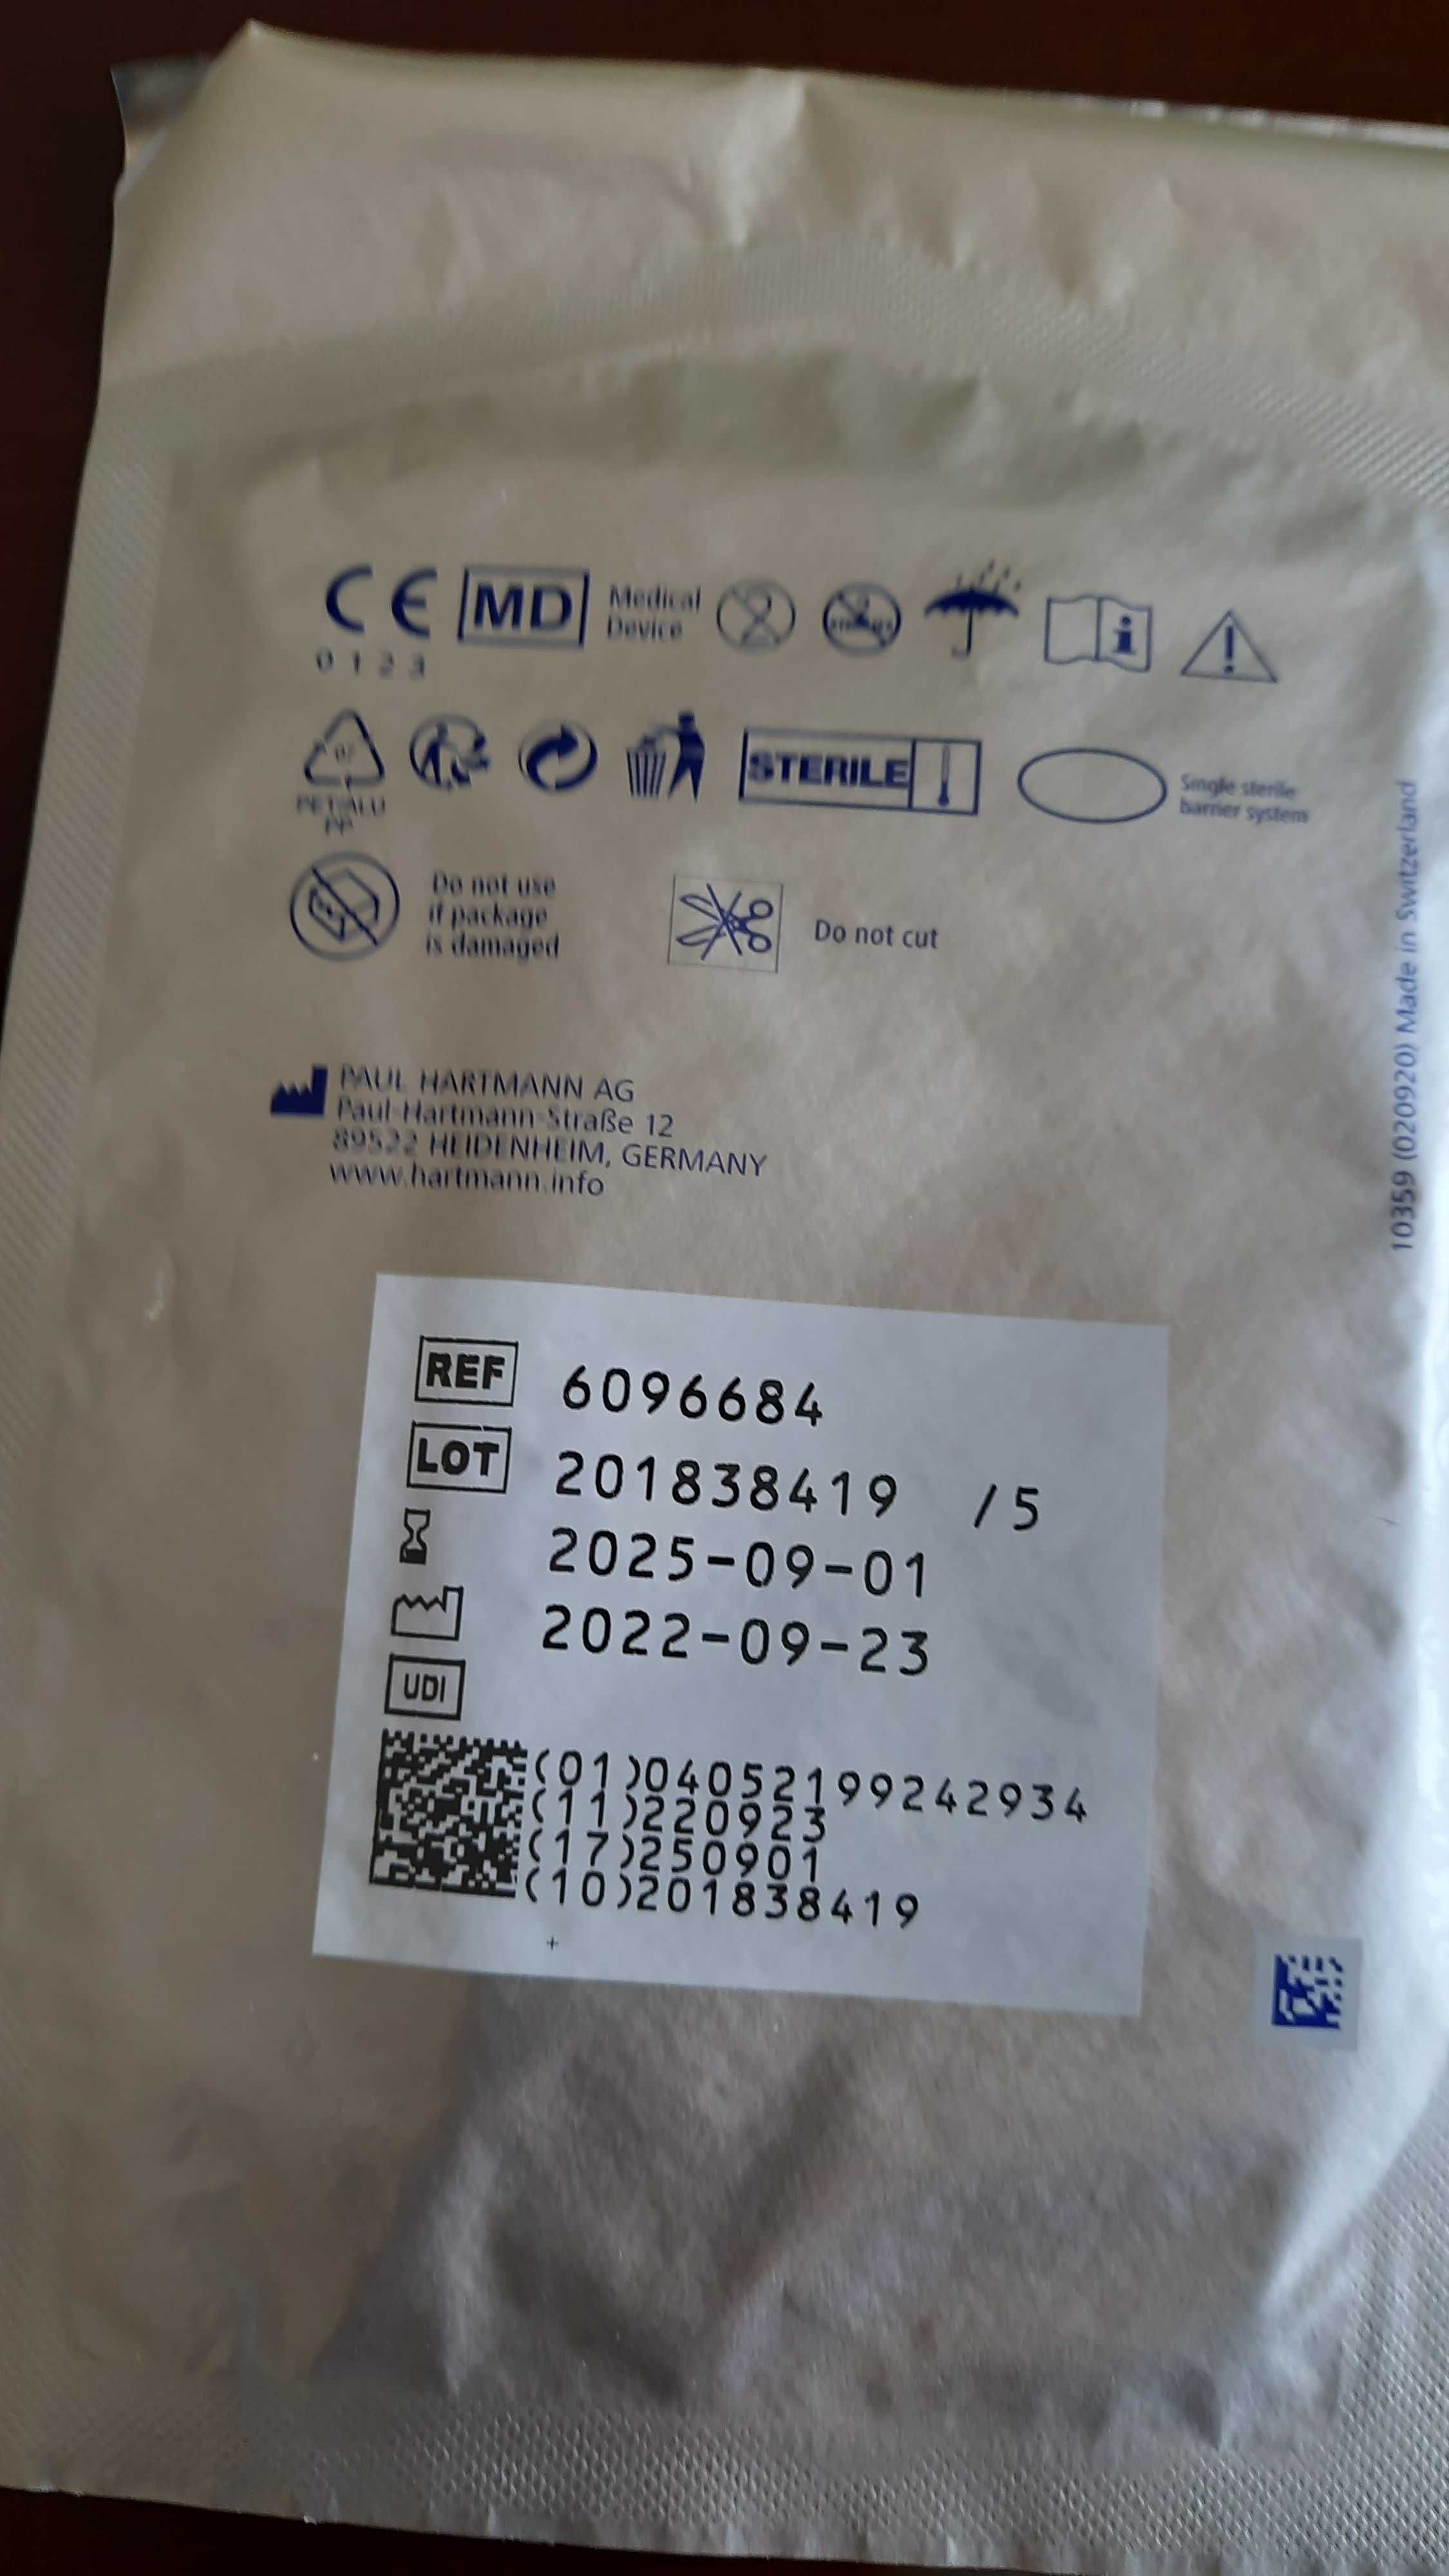 CE
0123
MD
Medical
Device
2
PET/ALU
PP
STERILE
Single sterile
barrier system
Do not use
if package
is damaged
Do not cut
10359 (020920) Made in Switzerland
PAUL HARTMANN AG
Paul-Hartmann-Straße 12
89522 HEIDENHEIM, GERMANY
www.hartmann.info
REF 6096684
LOT 201838419 /5
2025-09-01
2022-09-23
UDI
(01)04052199242934
(11)220923
(17)250901
(10)201838419
+